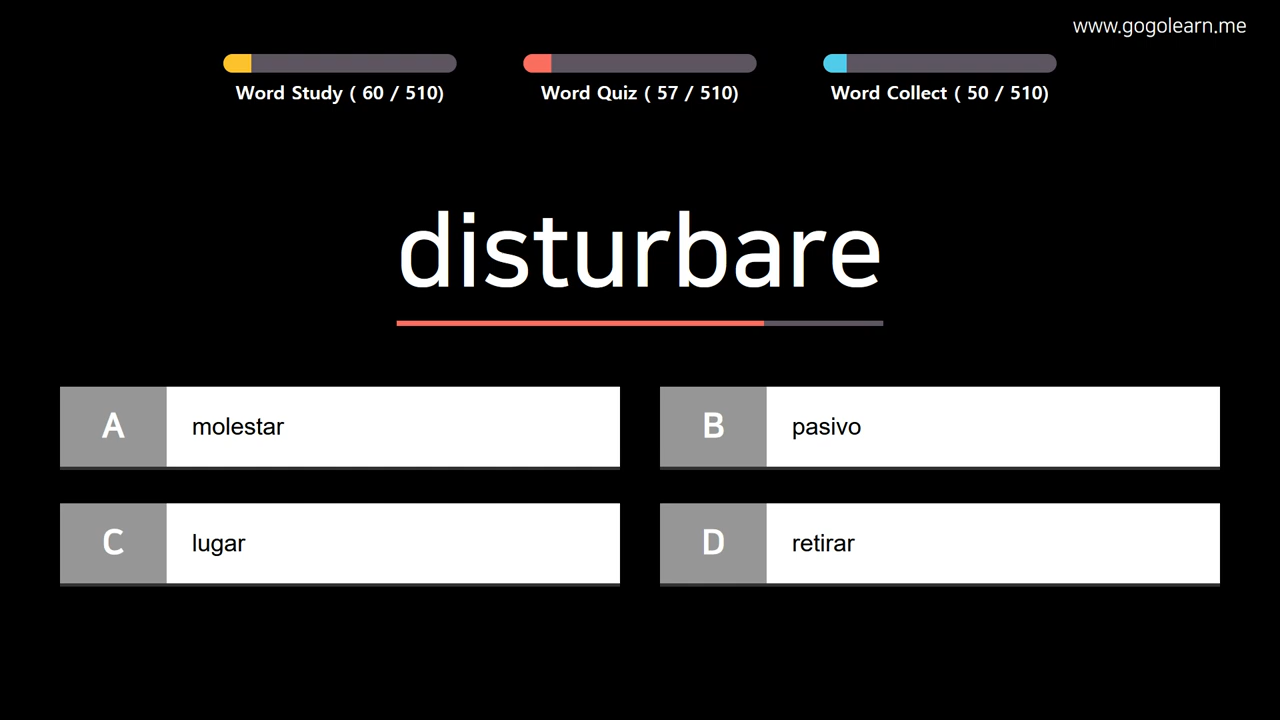 www.gogolearn.me
Word Study ( 60 / 510)
Word Quiz ( 57 / 510)
Word Collect ( 50 / 510)
disturbare
A molestar
B pasivo
C lugar
D retirar